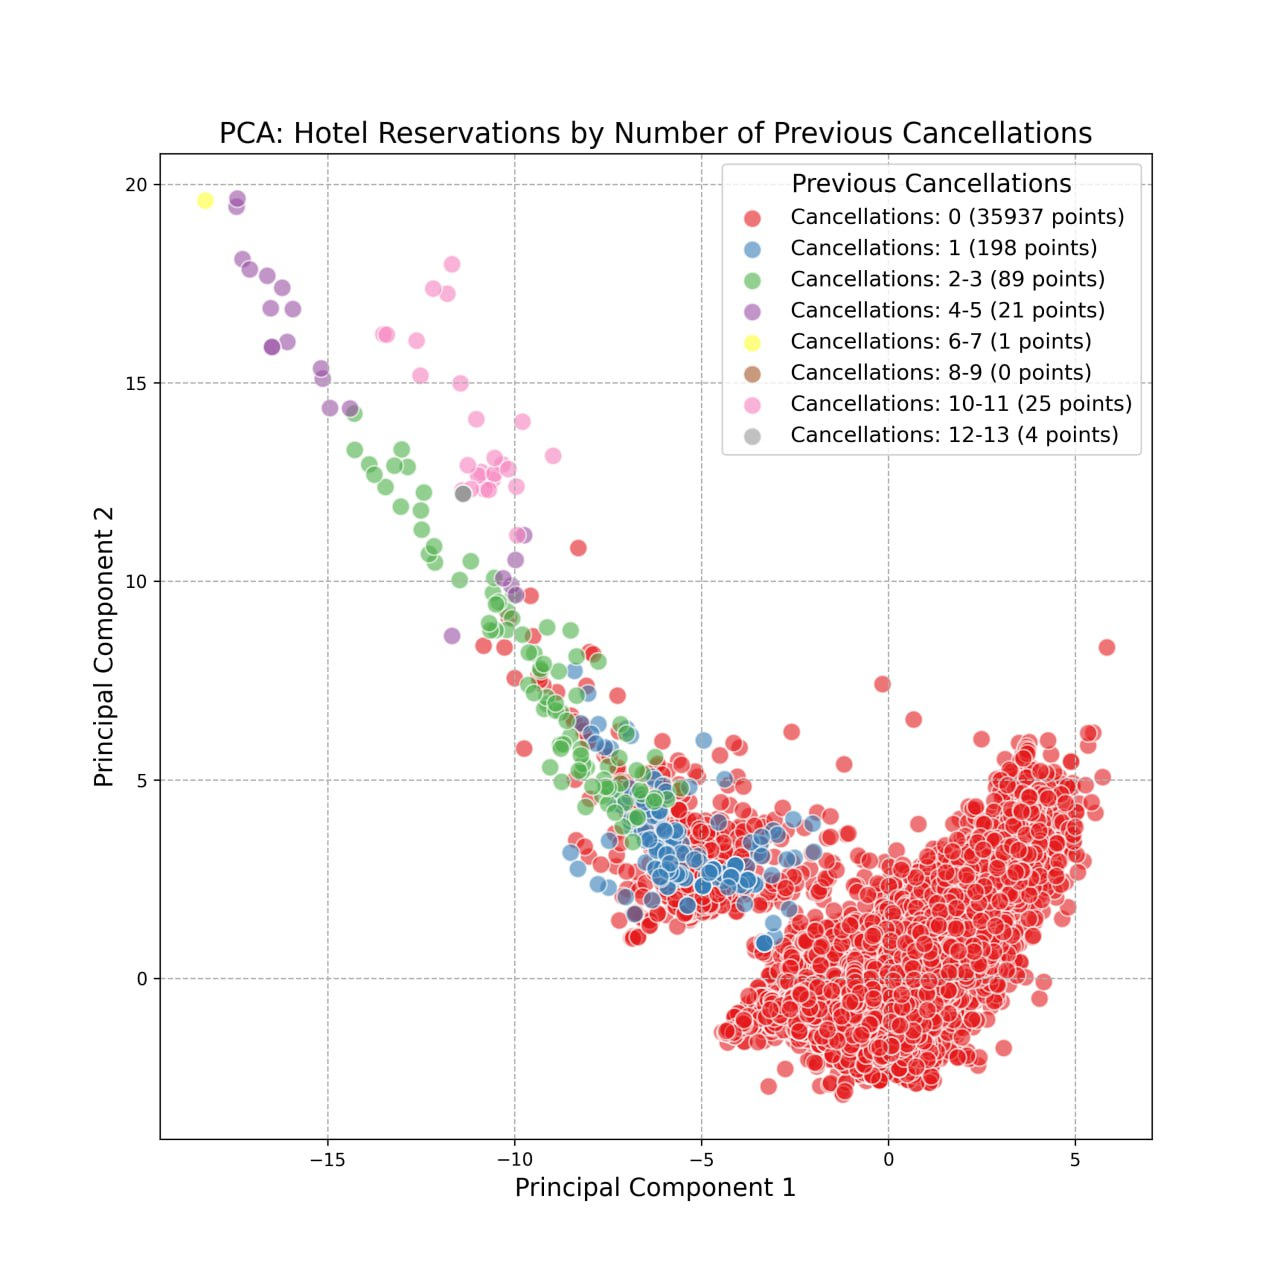 PCA: Hotel Reservations by Number of Previous Cancellations
Previous Cancellations
Cancellations: 0 (35937 points)
Cancellations: 1 (198 points)
Cancellations: 2-3 (89 points)
Cancellations: 4-5 (21 points)
Cancellations: 6-7 (1 points)
Cancellations: 8-9 (0 points)
Cancellations: 10-11 (25 points)
Cancellations: 12-13 (4 points)
20
15
10
5
0
Principal Component 2
−15 −10 −5 0 5
Principal Component 1